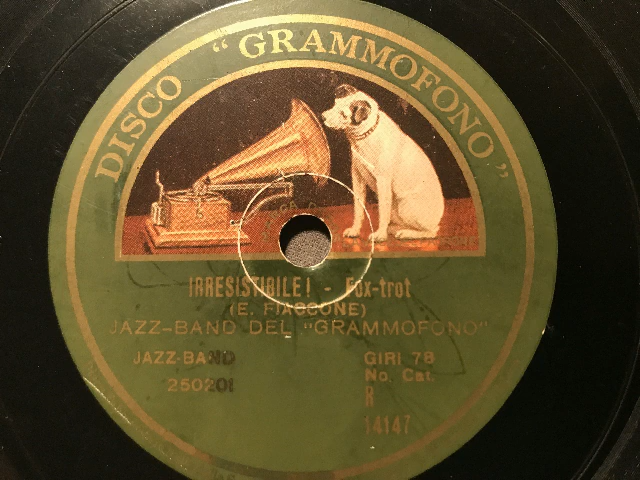 DISCO "GRAMMOFONO"
IRRESISTIBILE! - Fox-trot
(E. FIACCONE)
JAZZ-BAND DEL "GRAMMOFONO"
JAZZ-BAND
250201
GIRI 78
No. Cat.
R
14147